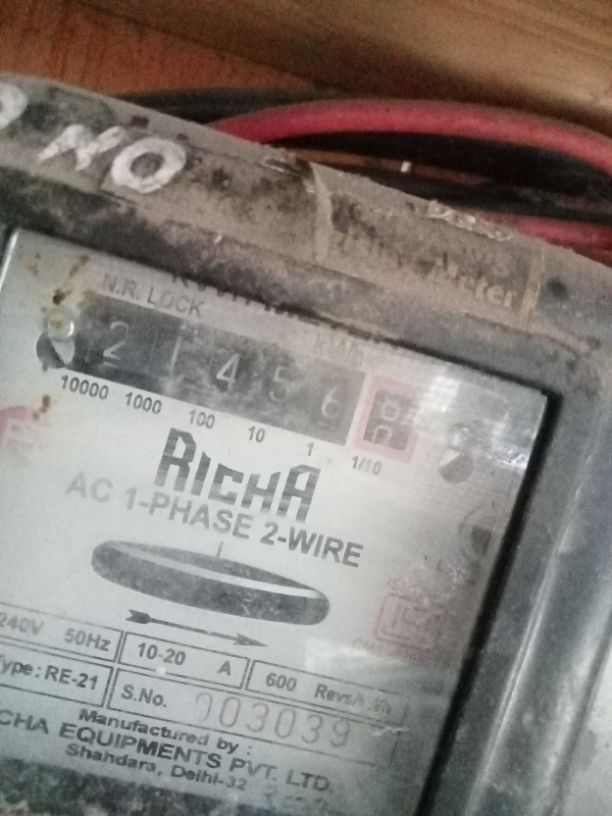 NO
Meter
N.R. LOCK
KWh
2 1 4 5 6
10000 1000 100 10 1 1/10
RICHA
AC 1-PHASE 2-WIRE
240V 50Hz 10-20 A 600 Revs/kWh
Type: RE-21 S.No. 003039
Manufactured by :
CHA EQUIPMENTS PVT. LTD.
Shahdara, Delhi-32